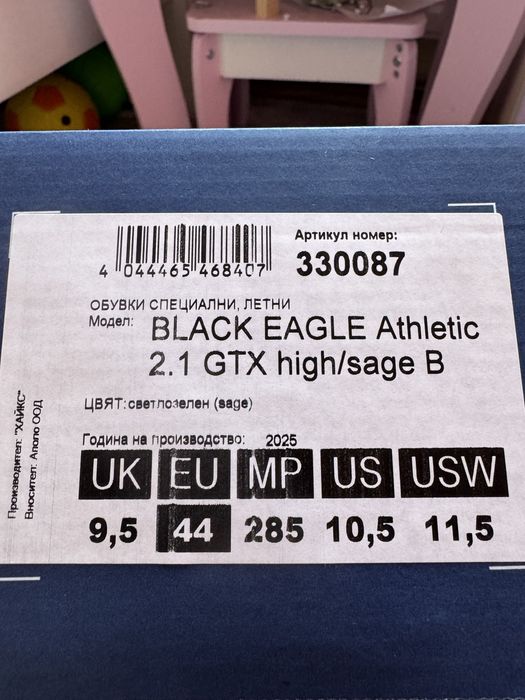 4 044465 468407
Артикул номер:
330087
ОБУВКИ СПЕЦИАЛНИ, ЛЕТНИ
Модел: BLACK EAGLE Athletic
2.1 GTX high/sage B
ЦВЯТ: светлозелен (sage)
Година на производство: 2025
UK EU MP US USW
9,5 44 285 10,5 11,5
Производител: "ХАЙКС"
Вносител: Аполо ООД